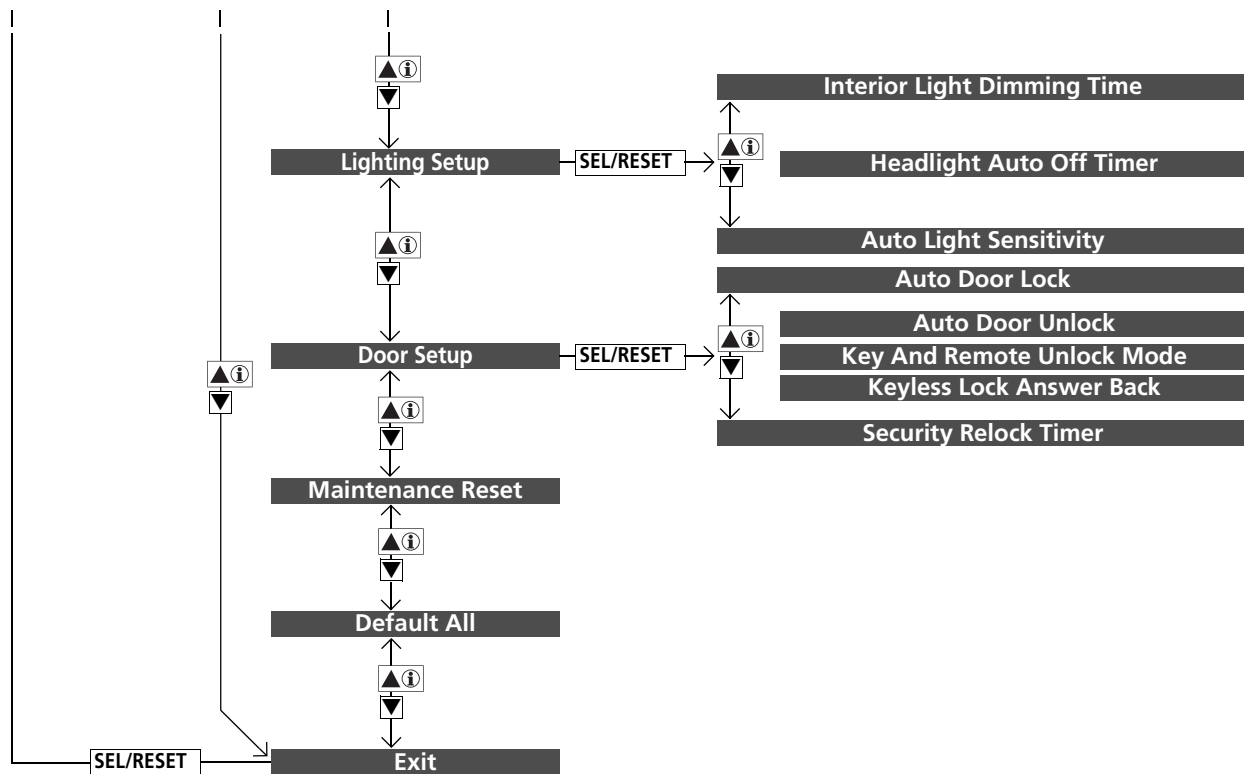 Interior Light Dimming Time
Lighting Setup
SEL/RESET
Headlight Auto Off Timer
Auto Light Sensitivity
Auto Door Lock
Auto Door Unlock
Door Setup
SEL/RESET
Key And Remote Unlock Mode
Keyless Lock Answer Back
Security Relock Timer
Maintenance Reset
Default All
SEL/RESET
Exit